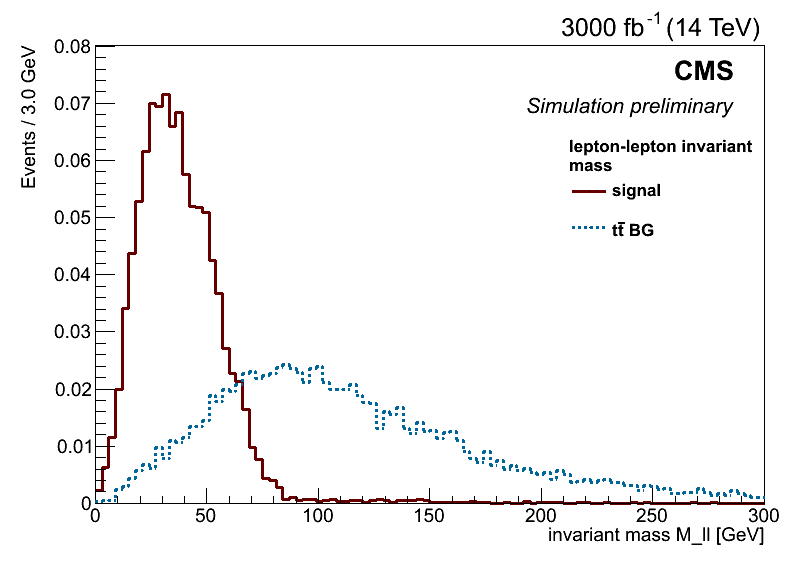 3000 fb⁻¹ (14 TeV)
CMS
Simulation preliminary
lepton-lepton invariant
mass
signal
tt̄ BG
Events / 3.0 GeV
0.08
0.07
0.06
0.05
0.04
0.03
0.02
0.01
0
0 50 100 150 200 250 300
invariant mass M_ll [GeV]